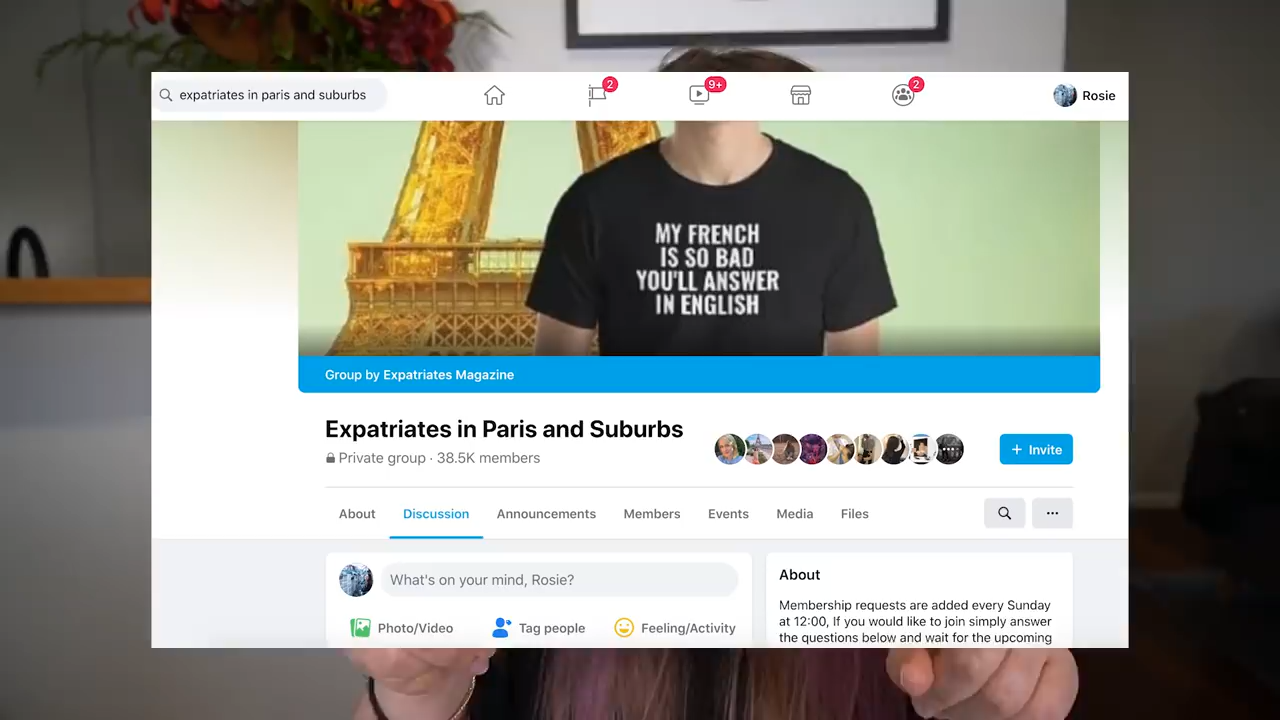 expatriates in paris and suburbs
2
9+
2
Rosie
MY FRENCH
IS SO BAD
YOU'LL ANSWER
IN ENGLISH
Group by Expatriates Magazine
Expatriates in Paris and Suburbs
Private group · 38.5K members
+ Invite
About
Discussion
Announcements
Members
Events
Media
Files
What's on your mind, Rosie?
Photo/Video
Tag people
Feeling/Activity
About
Membership requests are added every Sunday
at 12:00, If you would like to join simply answer
the questions below and wait for the upcoming